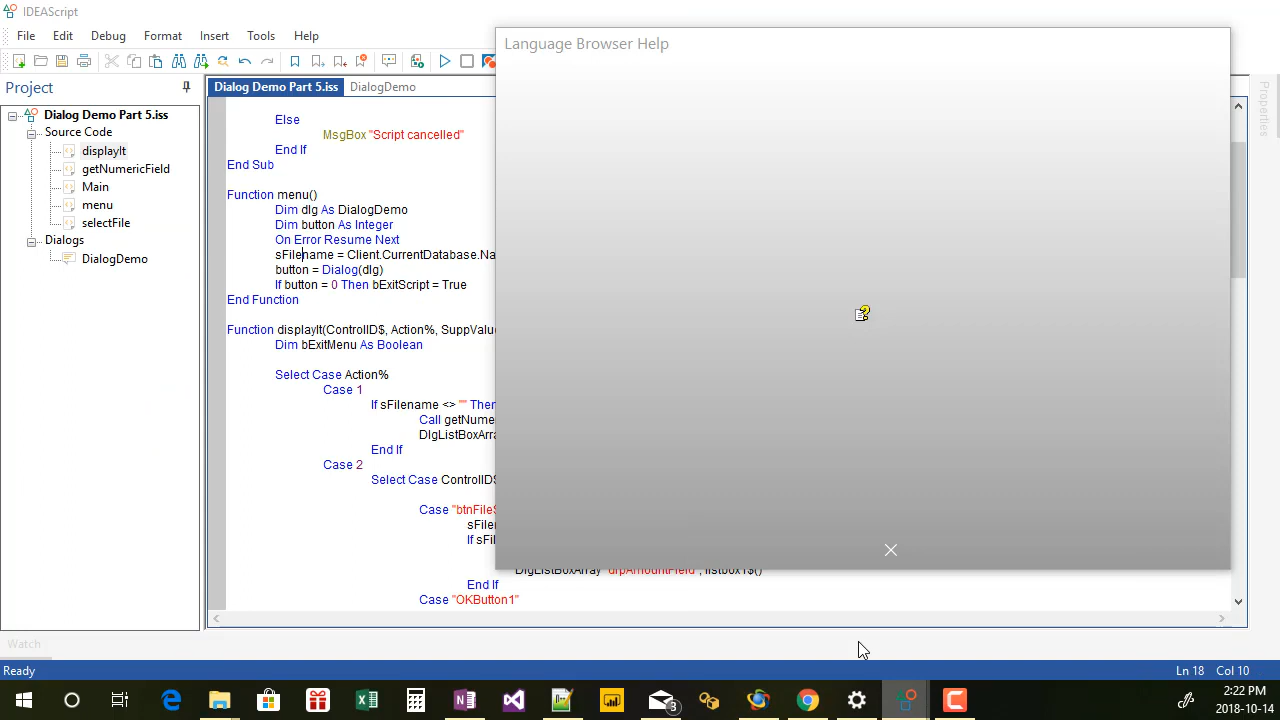 IDEAScript
File Edit Debug Format Insert Tools Help
Language Browser Help
Project
Dialog Demo Part 5.iss DialogDemo
Properties
Dialog Demo Part 5.iss
Source Code
displayIt
getNumericField
Main
menu
selectFile
Dialogs
DialogDemo
Else
MsgBox "Script cancelled"
End If
End Sub
Function menu()
Dim dlg As DialogDemo
Dim button As Integer
On Error Resume Next
sFilename = Client.CurrentDatabase.Na
button = Dialog(dlg)
If button = 0 Then bExitScript = True
End Function
Function displayIt(ControlID$, Action%, SuppValu
Dim bExitMenu As Boolean
Select Case Action%
Case 1
If sFilename <> "" Then
Call getNume
DlgListBoxArra
End If
Case 2
Select Case ControlID$
Case "btnFileS
sFilen
If sFil
DlgListBoxArray "drpAmountField", listbox1$()
End If
Case "OKButton1"
Watch
Ready Ln 18 Col 10
3
2:22 PM
2018-10-14